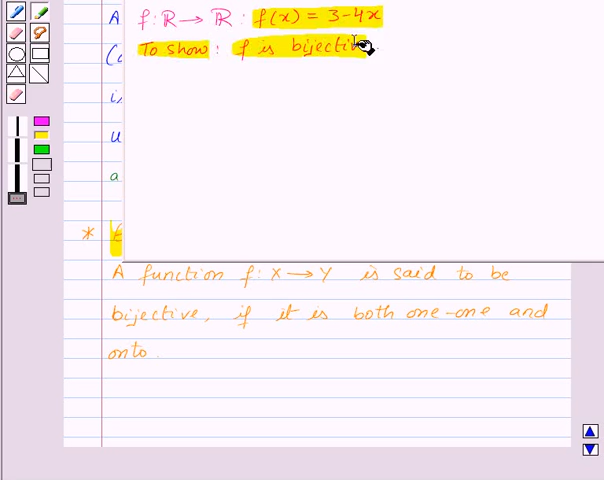 f: ℝ → ℝ : f(x) = 3-4x
To show : f is bijective.
A function f: X → Y is said to be
bijective, if it is both one-one and
onto.